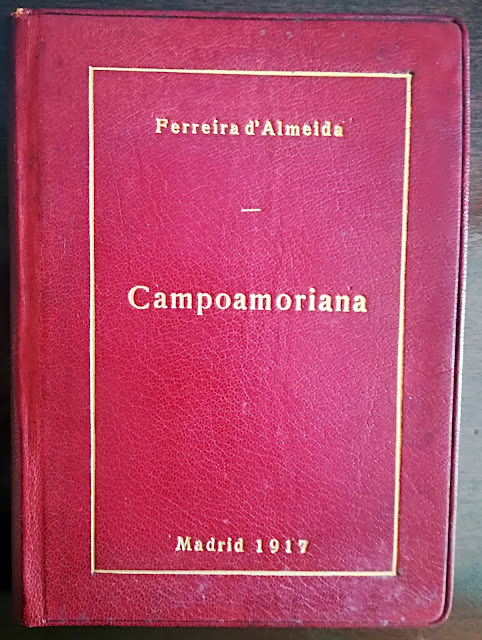 Ferreira d'Almeida
—
Campoamoriana
Madrid 1917